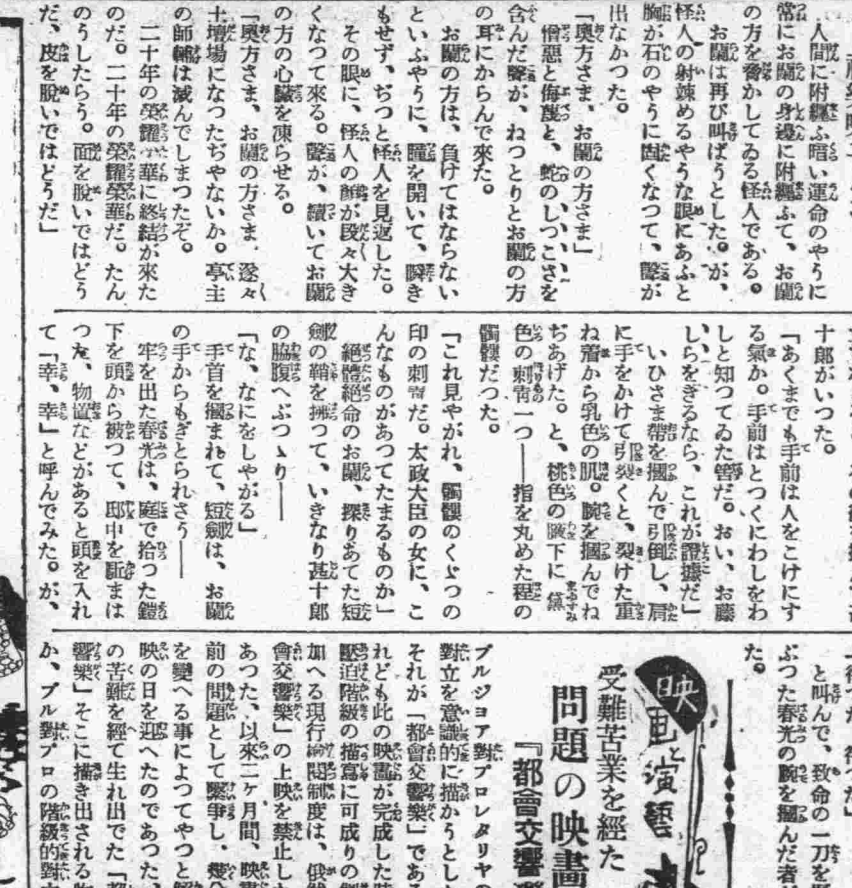 人間に附纒ふ暗い運命のやうに
常にお蘭の身邊に附纒ふて、お蘭
の方を脅かしてゐる怪人である。
お蘭は再び叫ばうとした。が、
怪人の射竦めるやうな眼にあふと
胸が石のやうに固くなつて、聲が
出なかつた。
「奧方さま、お蘭の方さま」
憎惡と侮蔑と、蛇のしつこさを
含んだ聲が、ねつとりとお蘭の方
の耳にからんで來た。
お蘭の方は、負けてはならない
といふやうに、瞳を開いて、瞬き
もせず、ぢつと怪人を見返した。
その眼に、怪人の顏が段々大き
くなつて來る。聲が、續いてお蘭
の方の心臟を凍らせる。
「奧方さま、お蘭の方さま、遂々
土壇場になつたぢやないか。亭主
の師輔は滅んでしまつたぞ。
二十年の榮耀榮華に終結が來た
のだ。二十年の榮耀榮華だ。たん
のうしたらう。面を脱いではどう
だ、皮を脱いではどうだ」
十郎がいつた。
「あくまでも手前は人をこけにす
る氣か。手前はとつくにわしをわ
しと知つてゐた筈だ。おい、お藤
しらをきるなら、これが證據だ」
いひさま帶を摑んで引倒し、肩
に手をかけて引裂くと、裂けた重
ね着から乳色の肌。腕を摑んでね
ぢあげた。と、桃色の腋下に黛
色の刺靑一つ――指を丸めた程の
髑髏だつた。
「これ見やがれ、髑髏のくぶつの
印の刺靑だ。太政大臣の女に、こ
んなものがあつてたまるものか」
絶體絶命のお蘭、探りあてた短
劍の鞘を拂つて、いきなり甚十郎
の脇腹へぶつゝり――
「な、なにをしやがる」
手首を摑まれて、短劍は、お蘭
の手からもぎとられさう――
牢を出た春光は、庭で拾つた鎧
下を頭から被つて、邸中を駈まは
つた、物置などがあると頭を入れ
て「幸、幸」と呼んでみた。が、
と叫んで、致命の一刀を
ぶつた春光の腕を摑んだ者
た。
映画と演藝
受難苦業を經た
問題の映畫
『都會交響
ブルジヨア對プロレタリヤの
對立を意識的に描かうとし
それが「都會交響樂」である
れども此の映畫が完成した
壓迫階級の描寫に可成りの
加へる現行檢閲制度は、俄
會交響樂」の上映を禁止し
あつた、以來二ケ月間、映
前の問題として緊爭し、幾
を變へる事によつてやつと
映の日を迎へたのであつた、
の苦難を經て生れ出でた「都
響樂」そこに描き出される
か、ブル對プロの階級的對